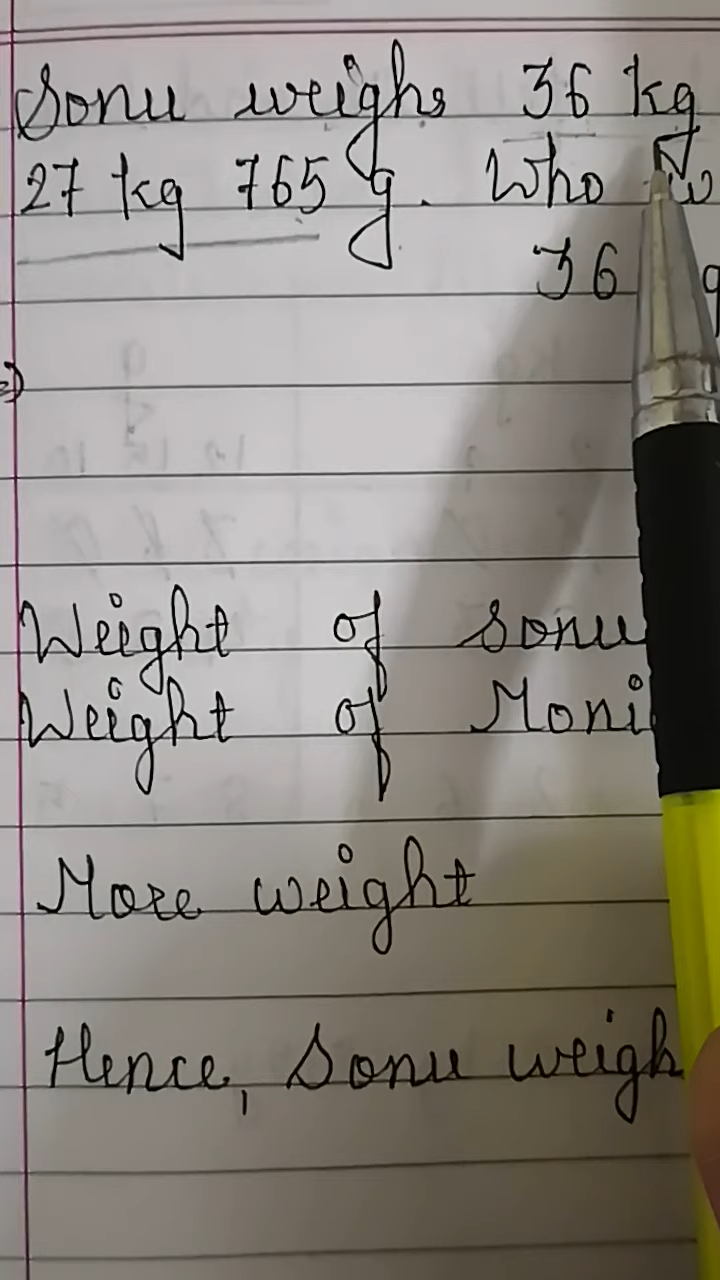 Sonu weighs 36 kg
27 kg 765 g. Who
36
Weight of sonu
Weight of Moni
More weight
Hence, Sonu weigh